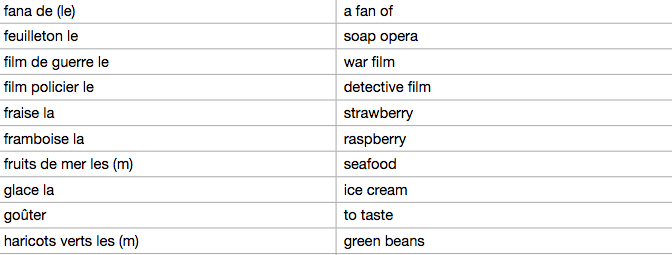 fana de (le) a fan of
feuilleton le soap opera
film de guerre le war film
film policier le detective film
fraise la strawberry
framboise la raspberry
fruits de mer les (m) seafood
glace la ice cream
goûter to taste
haricots verts les (m) green beans